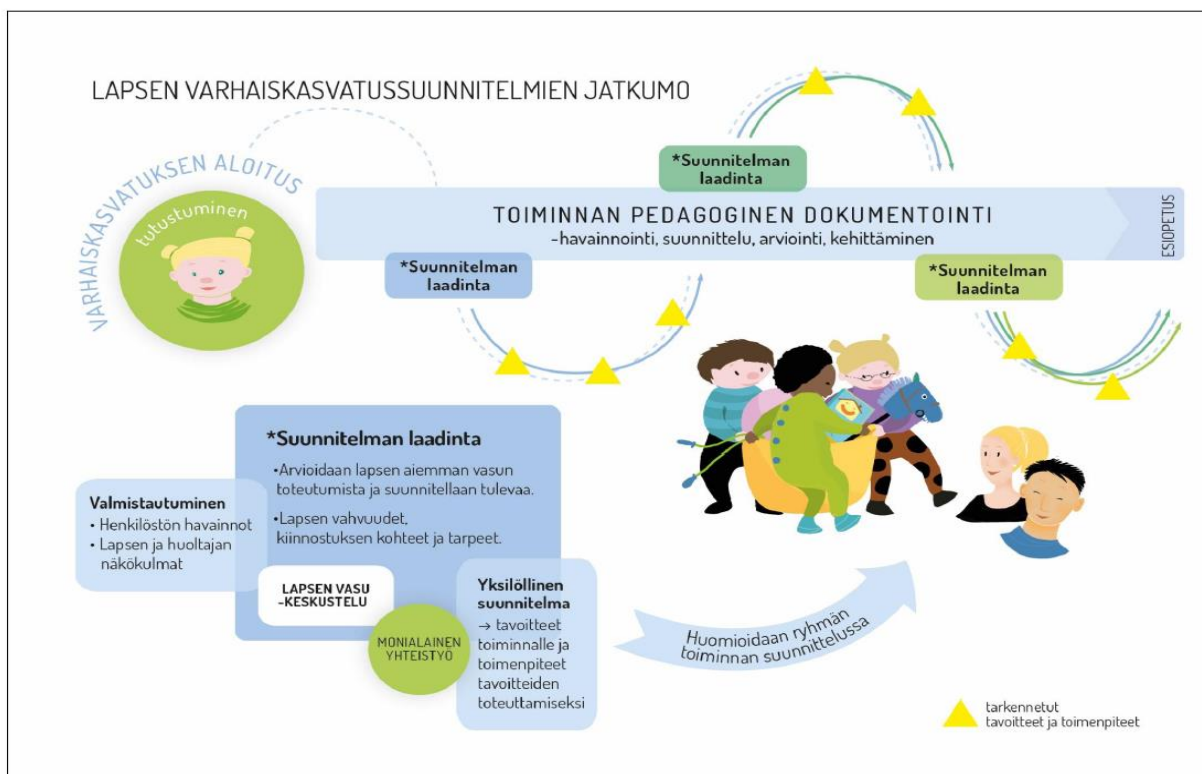 LAPSEN VARHAISKASVATUSSUUNNITELMIEN JATKUMO
VARHAISKASVATUKSEN ALOITUS
tutustuminen
*Suunnitelman
laadinta
TOIMINNAN PEDAGOGINEN DOKUMENTOINTI
-havainnointi, suunnittelu, arviointi, kehittäminen
ESIOPETUS
*Suunnitelman
laadinta
*Suunnitelman
laadinta
*Suunnitelman laadinta
•Arvioidaan lapsen aiemman vasun
toteutumista ja suunnitellaan tulevaa.
•Lapsen vahvuudet,
kiinnostuksen kohteet ja tarpeet.
Valmistautuminen
• Henkilöstön havainnot
• Lapsen ja huoltajan
näkökulmat
LAPSEN VASU
-KESKUSTELU
MONIALAINEN
YHTEISTYÖ
Yksilöllinen
suunnitelma
→ tavoitteet
toiminnalle ja
toimenpiteet
tavoitteiden
toteuttamiseksi
Huomioidaan ryhmän
toiminnan suunnittelussa
tarkennetut
tavoitteet ja toimenpiteet